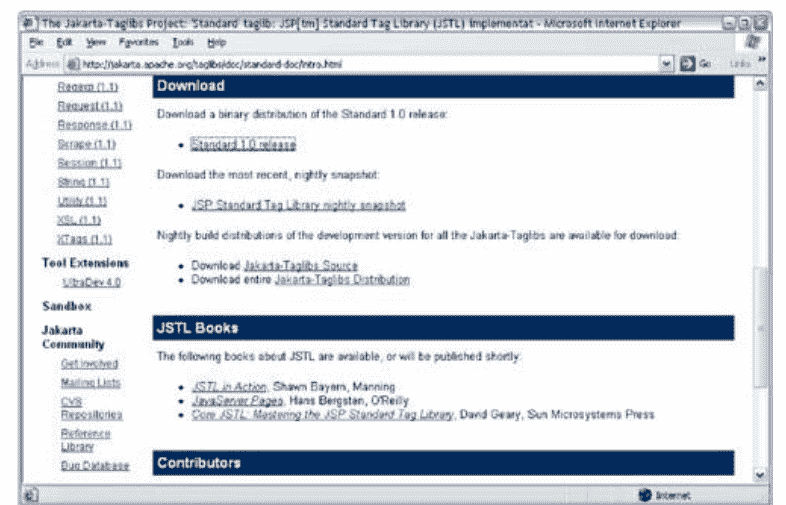 The Jakarta-Taglibs Project: 'Standard' taglib: JSP[tm] Standard Tag Library (JSTL) implementat - Microsoft Internet Explorer
File Edit View Favorites Tools Help
Address http://jakarta.apache.org/taglibs/doc/standard-doc/intro.html Go Links »
Regexp (1.1)
Request (1.1)
Response (1.1)
Scrape (1.1)
Session (1.1)
String (1.1)
Utility (1.1)
XSL (1.1)
XTags (1.1)
Tool Extensions
UltraDev 4.0
Sandbox
Jakarta
Community
Get Involved
Mailing Lists
CVS
Repositories
Reference
Library
Bug Database
Download
Download a binary distribution of the Standard 1.0 release:
• Standard 1.0 release
Download the most recent, nightly snapshot:
• JSP Standard Tag Library nightly snapshot
Nightly build distributions of the development version for all the Jakarta-Taglibs are available for download:
• Download Jakarta-Taglibs Source
• Download entire Jakarta-Taglibs Distribution
JSTL Books
The following books about JSTL are available, or will be published shortly:
• JSTL in Action, Shawn Bayern, Manning
• JavaServer Pages, Hans Bergsten, O'Reilly
• Core JSTL: Mastering the JSP Standard Tag Library, David Geary, Sun Microsystems Press
Contributors
Internet